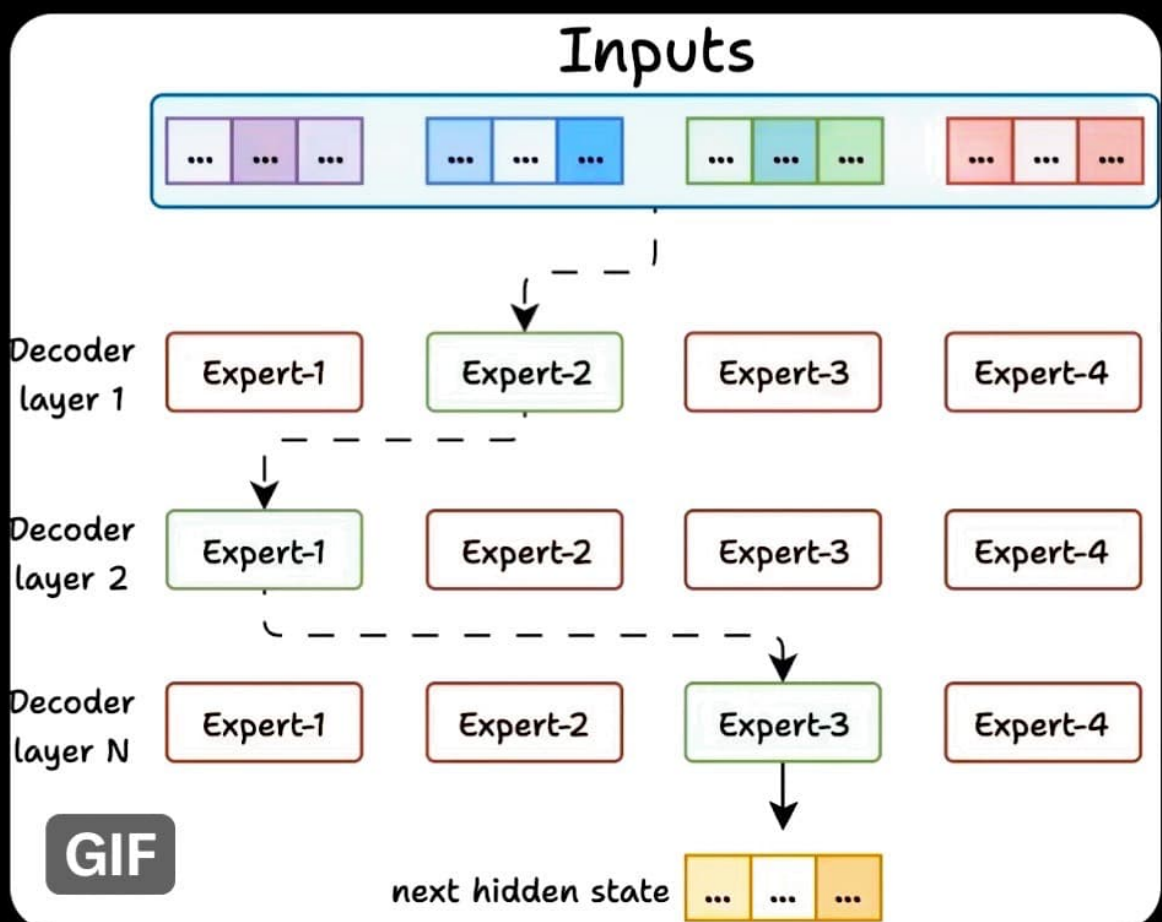 Inputs
... ... ... ... ... ... ... ... ... ... ... ...
Decoder
layer 1
Expert-1 Expert-2 Expert-3 Expert-4
Decoder
layer 2
Expert-1 Expert-2 Expert-3 Expert-4
Decoder
layer N
Expert-1 Expert-2 Expert-3 Expert-4
GIF
next hidden state ... ... ...